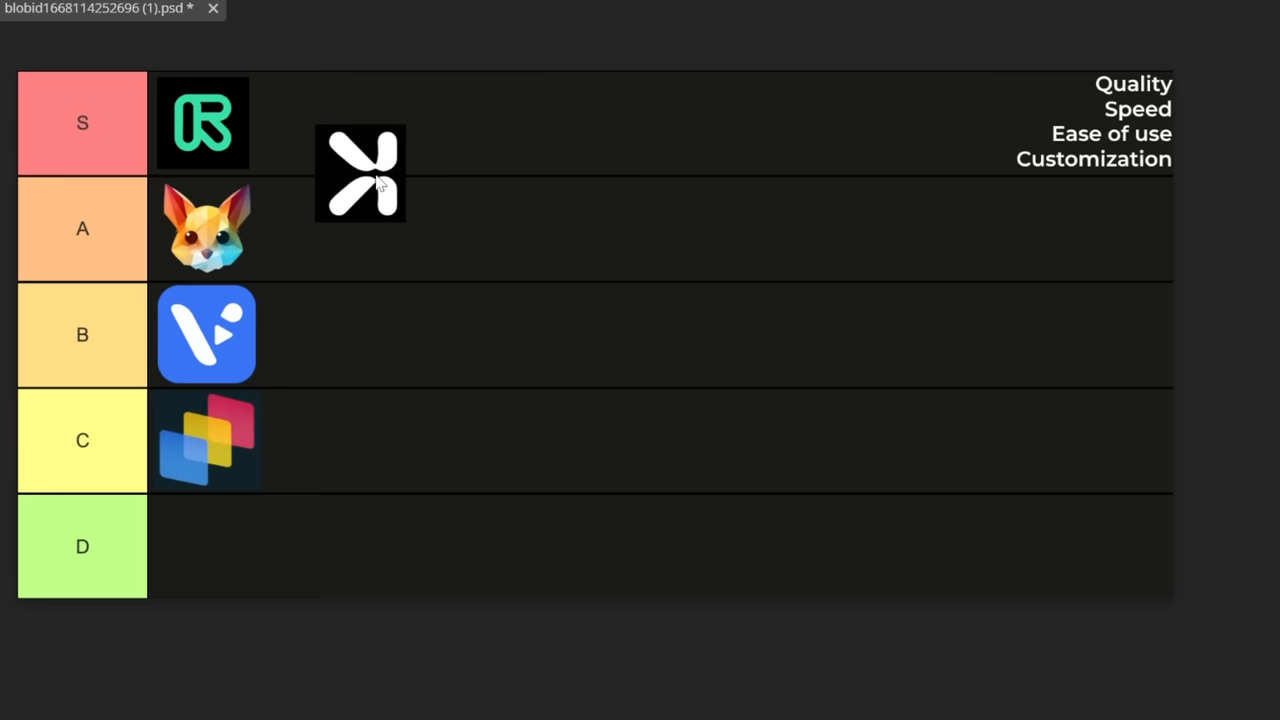 blobid1668114252696 (1).psd *
S
Quality
Speed
Ease of use
Customization
A
B
C
D